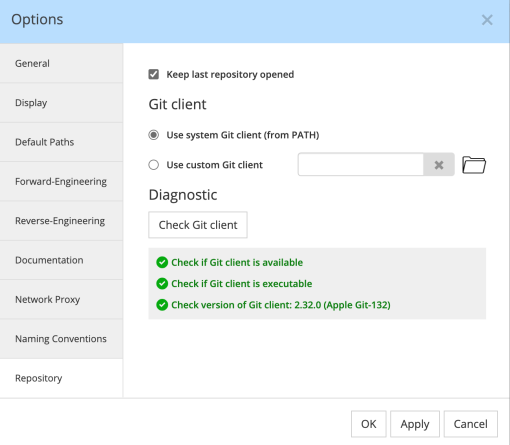 Options
General
Display
Default Paths
Forward-Engineering
Reverse-Engineering
Documentation
Network Proxy
Naming Conventions
Repository
Keep last repository opened
Git client
Use system Git client (from PATH)
Use custom Git client
Diagnostic
Check Git client
Check if Git client is available
Check if Git client is executable
Check version of Git client: 2.32.0 (Apple Git-132)
OK Apply Cancel